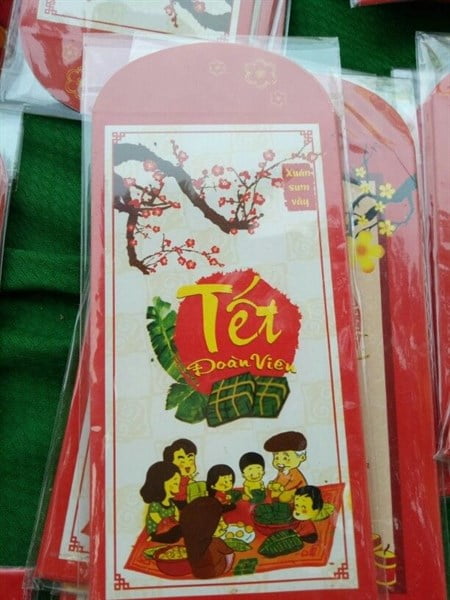 Xuân
sum
vầy
Tết
Đoàn Viên